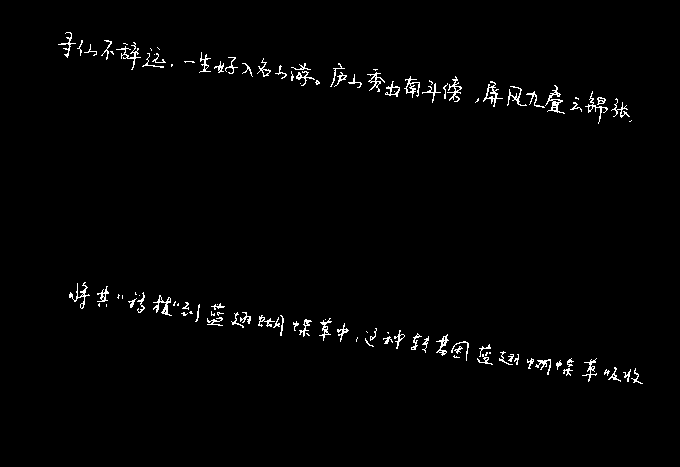 寻仙不辞远，一生好入名山游。庐山秀出南斗傍，屏风九叠云锦张
将其“移植”到蓝翅蝴蝶草中，这种转基因蓝翅蝴蝶草吸收